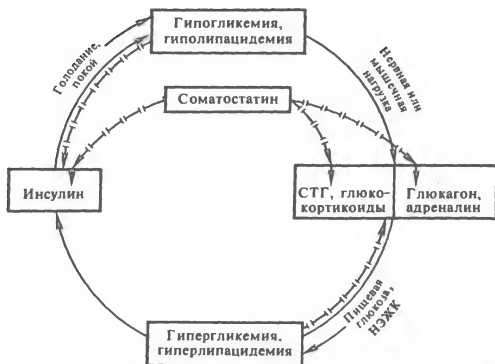 Гипогликемия,
гиполипацидемия
Голодание,
покой
Нервная или
мышечная
нагрузка
Соматостатин
Инсулин
СТГ, глюко-
кортикоиды
Глюкагон,
адреналин
Пищевая
глюкоза,
НЭЖК
Гипергликемия,
гиперлипацидемия